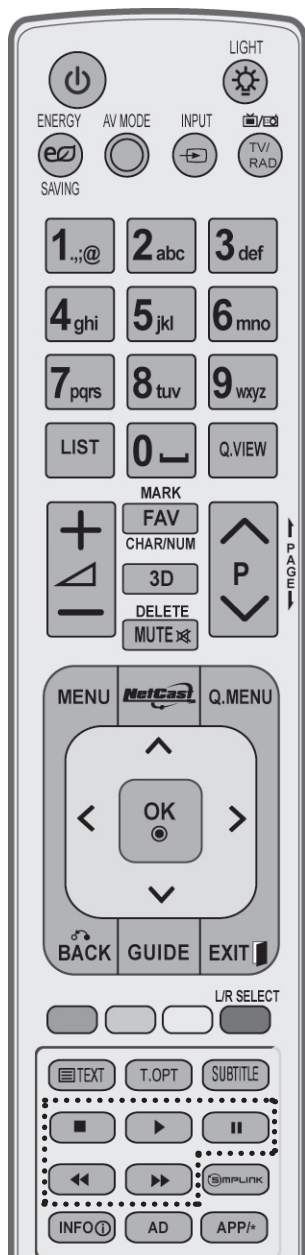 LIGHT
ENERGY AV MODE INPUT
TV/
RAD
SAVING
1.,;@ 2abc 3def
4ghi 5jkl 6mno
7pqrs 8tuv 9wxyz
LIST 0 Q.VIEW
MARK
FAV
CHAR/NUM
P
PAGE
3D
DELETE
MUTE
MENU NetCast Q.MENU
OK
BACK GUIDE EXIT
L/R SELECT
TEXT T.OPT SUBTITLE
SIMPLINK
INFO i AD APP/*